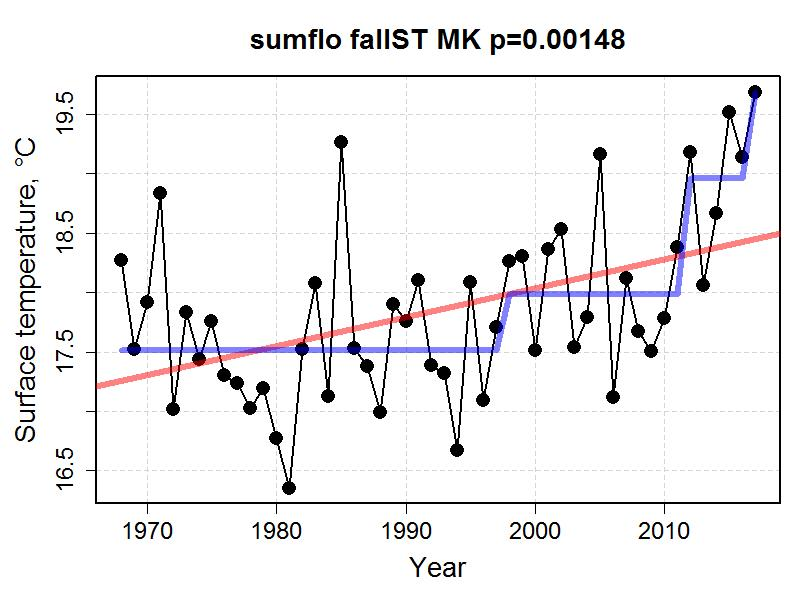 sumflo fallST MK p=0.00148
Surface temperature, °C
19.5
18.5
17.5
16.5
1970 1980 1990 2000 2010
Year